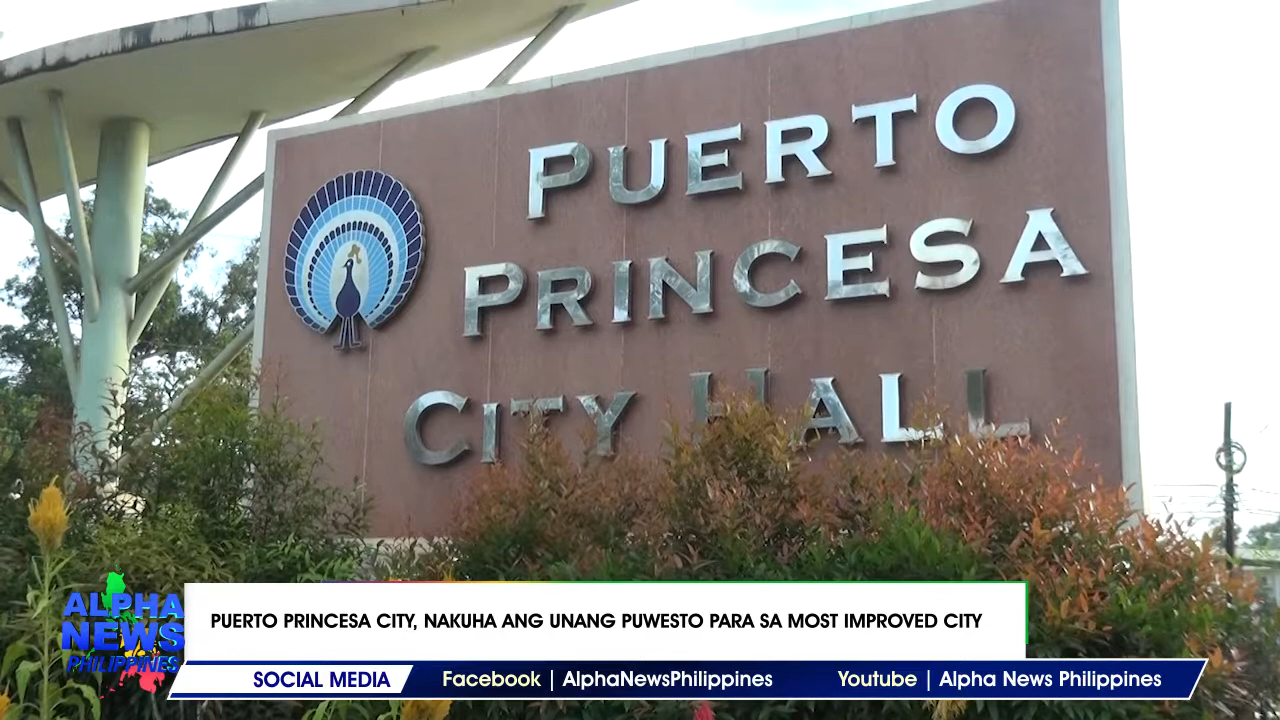 PUERTO
PRINCESA
CITY HALL
ALPHA
NEWS
PHILIPPINES
PUERTO PRINCESA CITY, NAKUHA ANG UNANG PUWESTO PARA SA MOST IMPROVED CITY
SOCIAL MEDIA Facebook | AlphaNewsPhilippines Youtube | Alpha News Philippines